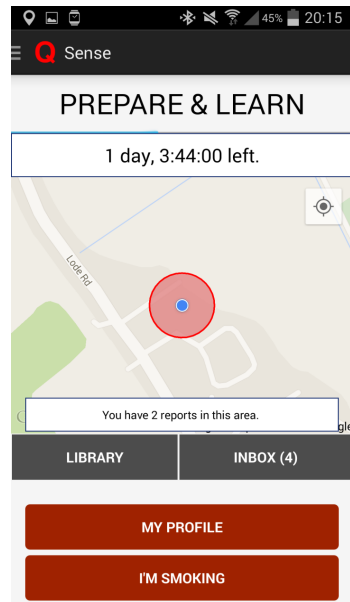 45% 20:15
Q Sense
PREPARE & LEARN
1 day, 3:44:00 left.
Lode Rd
You have 2 reports in this area.
gle
LIBRARY INBOX (4)
MY PROFILE
I'M SMOKING